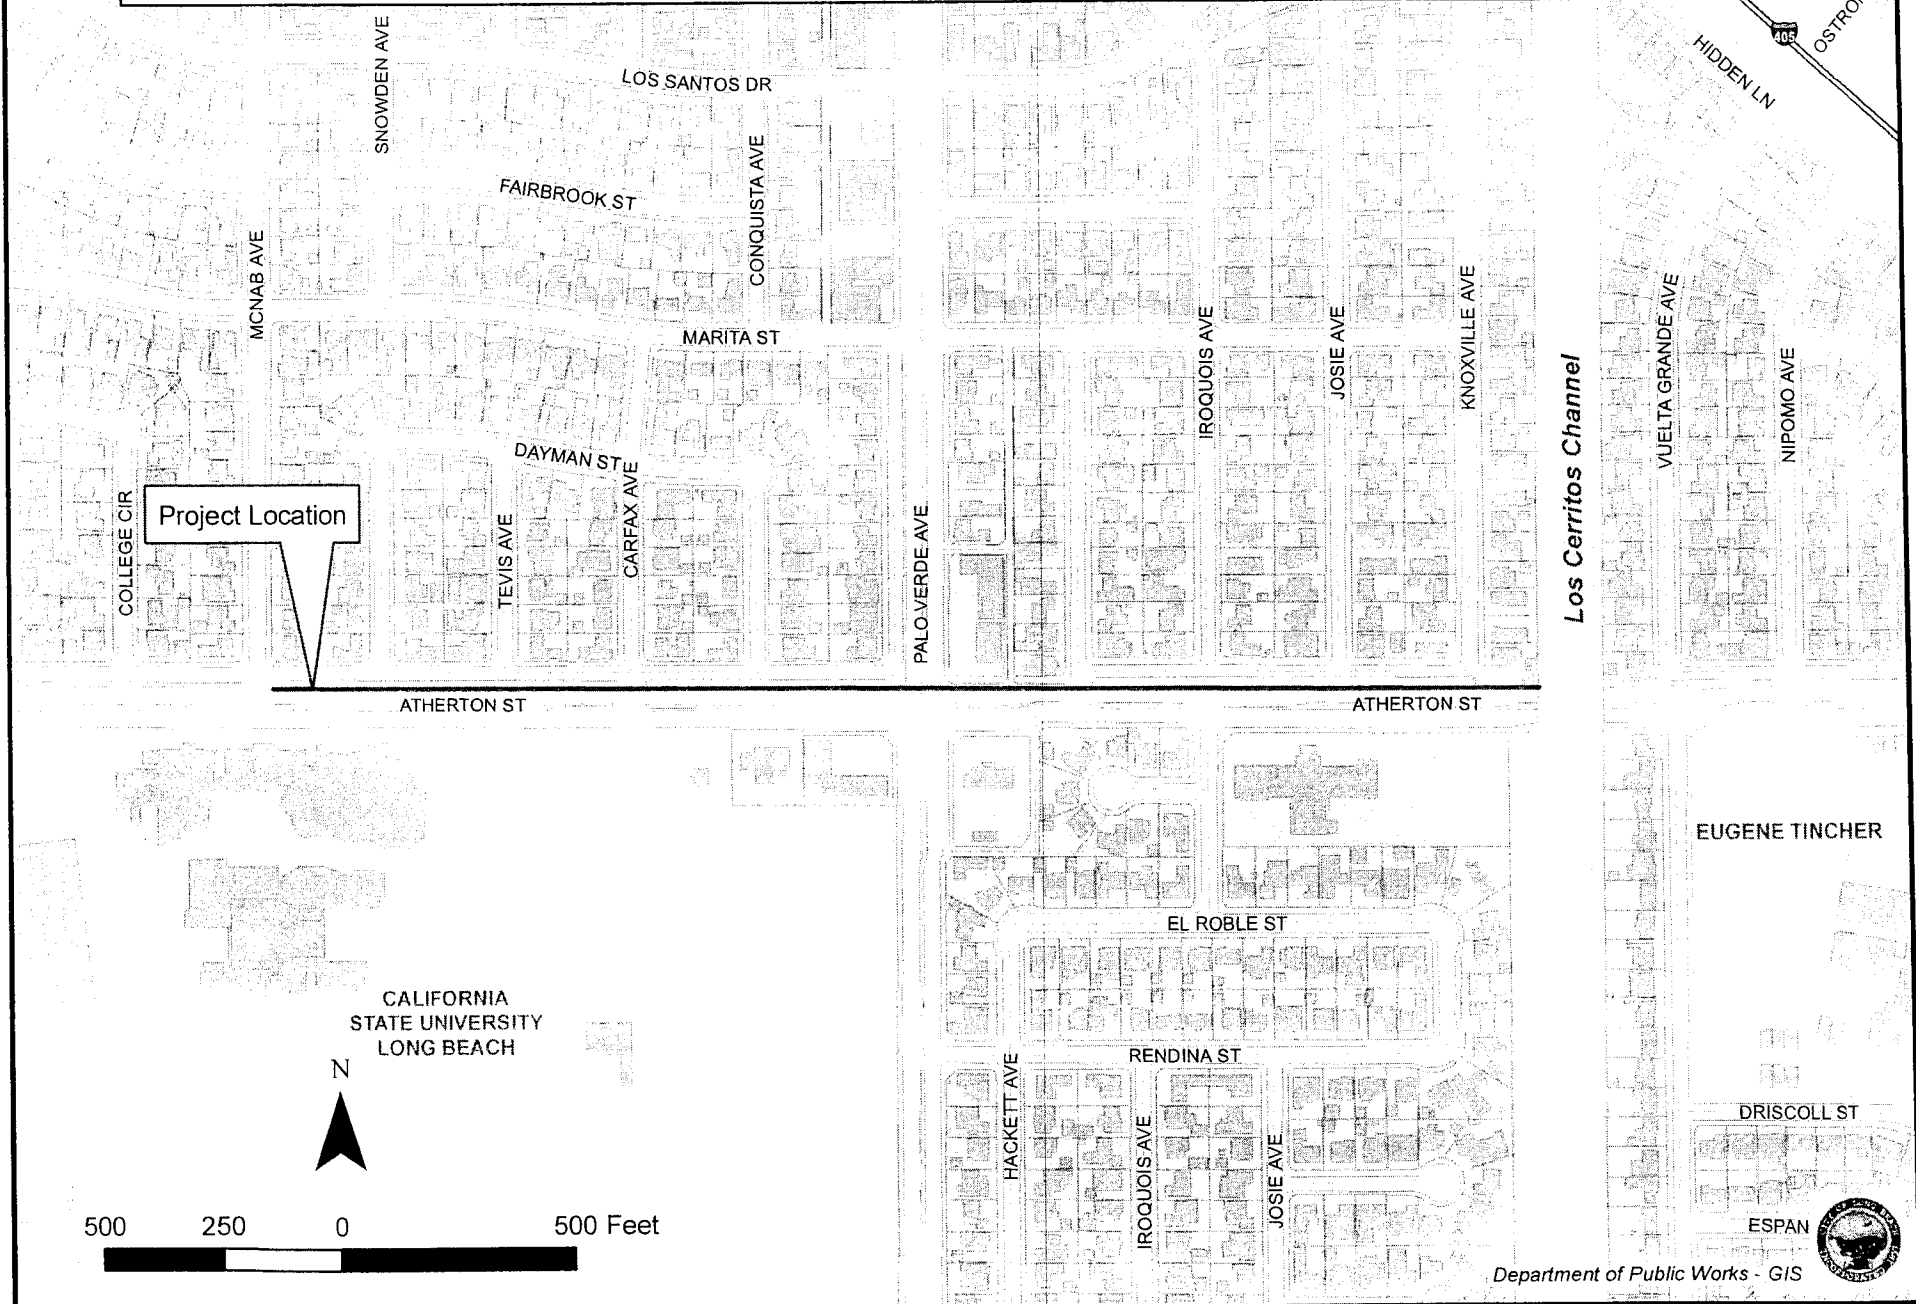 SNOWDEN AVE
LOS SANTOS DR
405
HIDDEN LN
FAIRBROOK ST
CONQUISTA AVE
MCNAB AVE
MARITA ST
IROQUOIS AVE
JOSIE AVE
KNOXVILLE AVE
Los Cerritos Channel
VUELTA GRANDE AVE
NIPOMO AVE
DAYMAN ST
CARFAX AVE
TEVIS AVE
COLLEGE CIR
Project Location
PALO VERDE AVE
ATHERTON ST
ATHERTON ST
EUGENE TINCHER
EL ROBLE ST
CALIFORNIA
STATE UNIVERSITY
LONG BEACH
N
RENDINA ST
HACKETT AVE
IROQUOIS AVE
JOSIE AVE
DRISCOLL ST
ESPAN
500 250 0 500 Feet
Department of Public Works - GIS